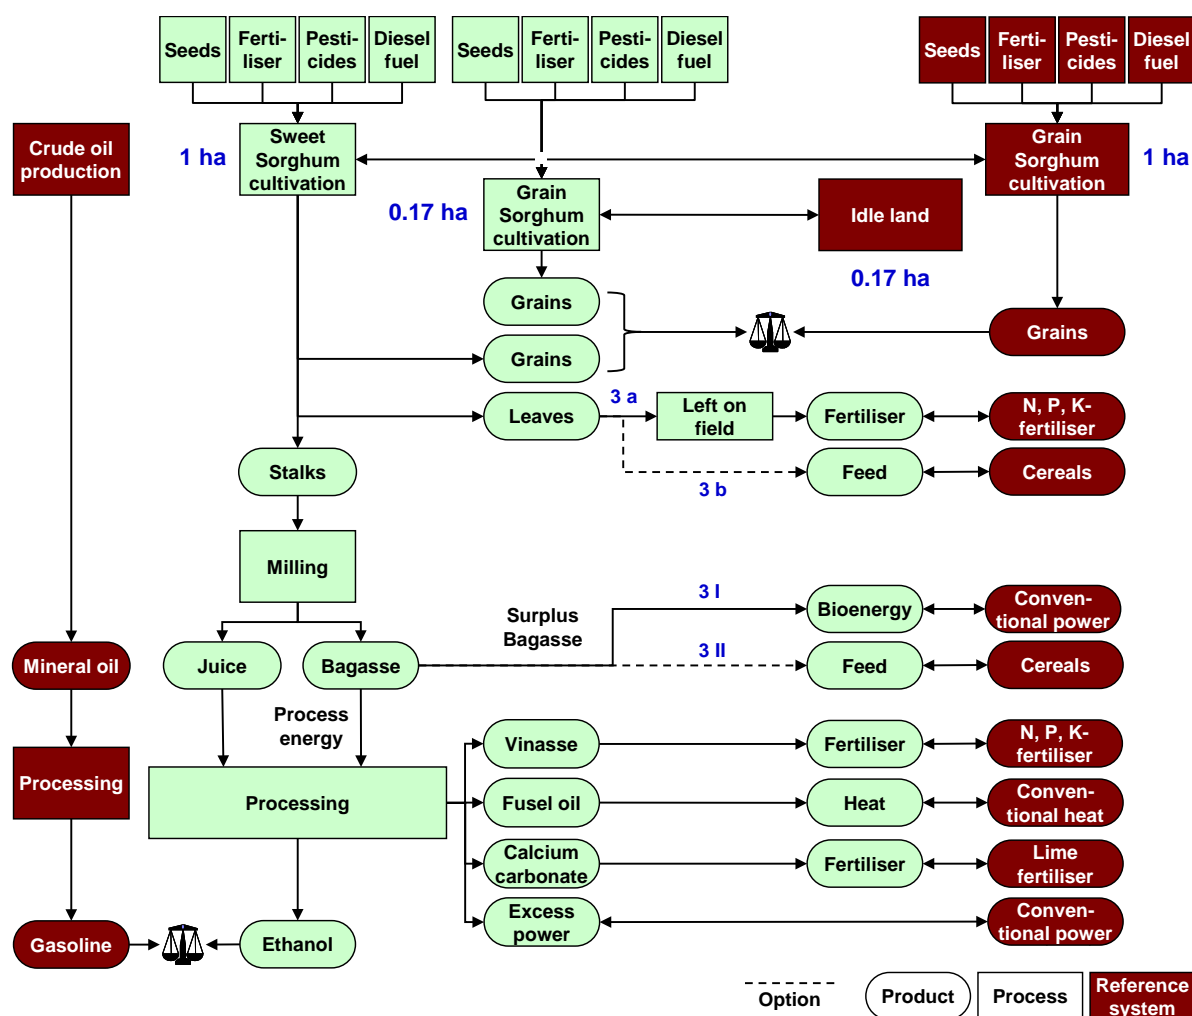 Seeds
Ferti-
liser
Pesti-
cides
Diesel
fuel
Seeds
Ferti-
liser
Pesti-
cides
Diesel
fuel
Seeds
Ferti-
liser
Pesti-
cides
Diesel
fuel
Crude oil
production
1 ha
Sweet
Sorghum
cultivation
Grain
Sorghum
cultivation
1 ha
0.17 ha
Grain
Sorghum
cultivation
Idle land
0.17 ha
Grains
Grains
Grains
Leaves
3 a
Left on
field
Fertiliser
N, P, K-
fertiliser
Stalks
3 b
Feed
Cereals
Milling
Surplus
Bagasse
3 I
Bioenergy
Conven-
tional power
Mineral oil
Juice
Bagasse
3 II
Feed
Cereals
Process
energy
Vinasse
Fertiliser
N, P, K-
fertiliser
Processing
Processing
Fusel oil
Heat
Conven-
tional heat
Calcium
carbonate
Fertiliser
Lime
fertiliser
Gasoline
Ethanol
Excess
power
Conven-
tional power
Option
Product
Process
Reference
system